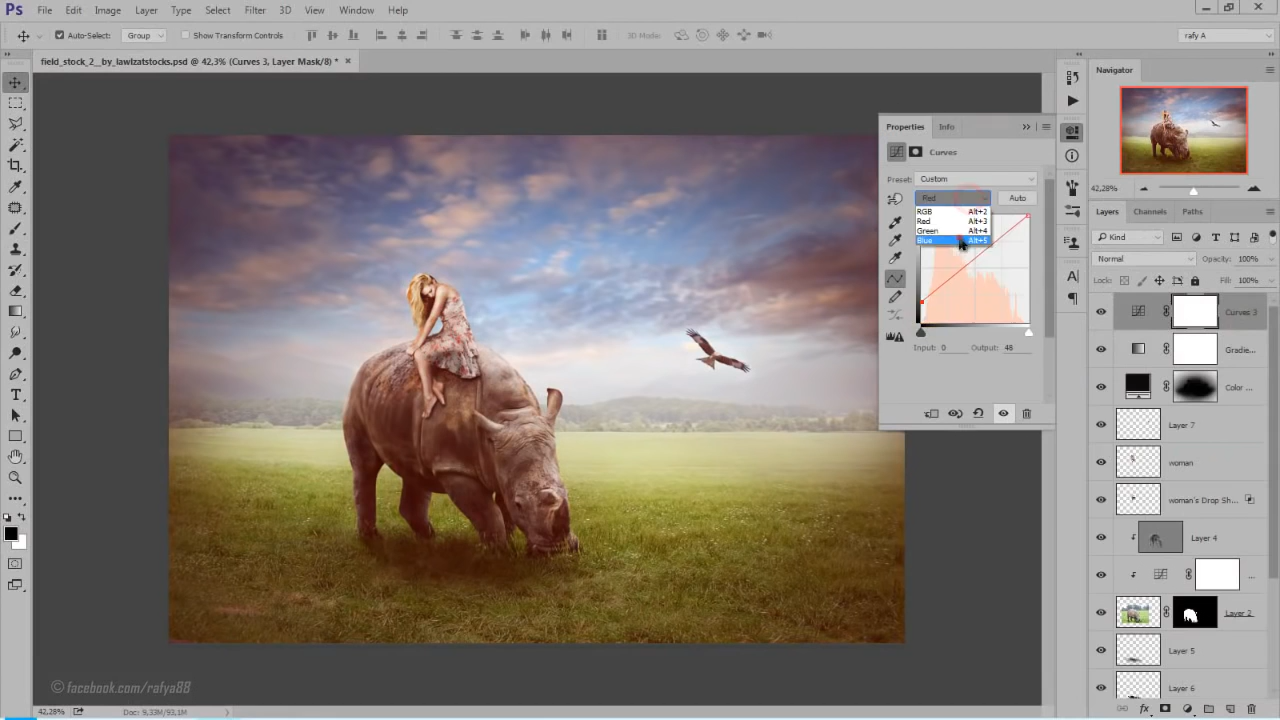 Ps File Edit Image Layer Type Select Filter 3D View Window Help
Auto-Select: Group Show Transform Controls 3D Mode: rafy A
field_stock_2__by_lawlzatstocks.psd @ 42,3% (Curves 3, Layer Mask/8) *
Properties Info
Curves
Preset: Custom
Red Auto
RGB Alt+2
Red Alt+3
Green Alt+4
Blue Alt+5
Input: 0 Output: 48
Navigator
42,28%
Layers Channels Paths
Kind
Normal Opacity: 100%
Locks: Fill: 100%
Curves 3
Gradie...
Color ...
Layer 7
woman
woman's Drop Sh...
Layer 4
...
Layer 2
Layer 5
Layer 6
© facebook.com/rafya88
42,28% Doc: 9,33M/93,1M